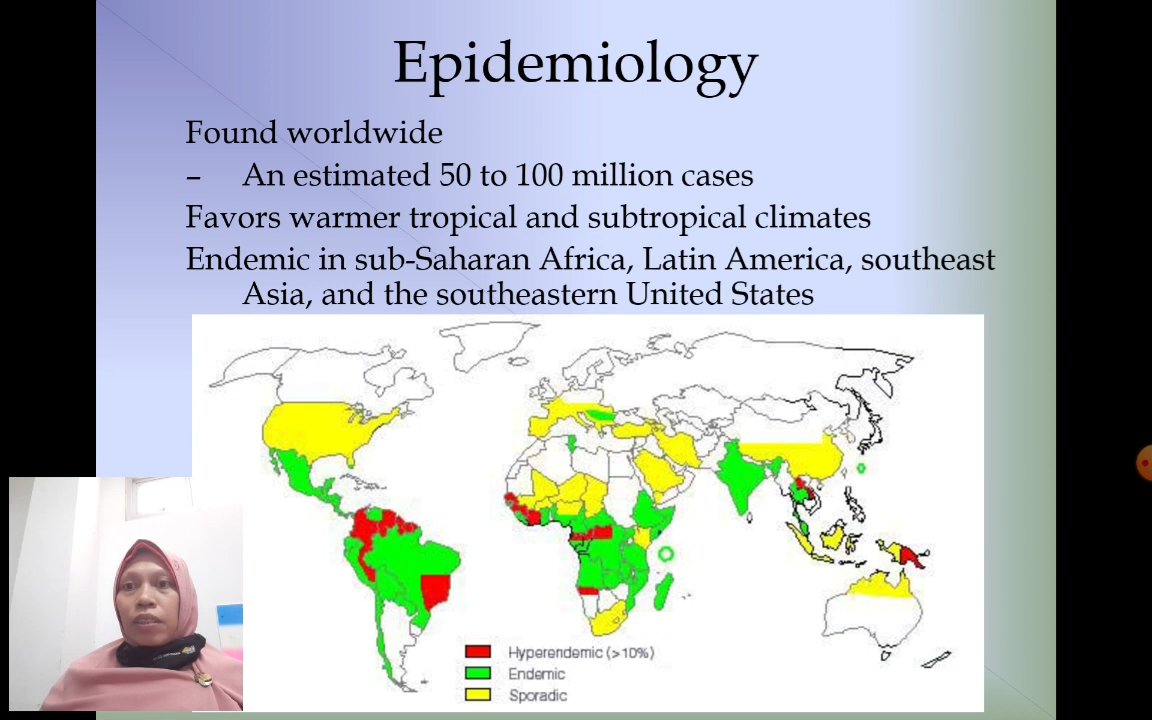 Epidemiology
Found worldwide
– An estimated 50 to 100 million cases
Favors warmer tropical and subtropical climates
Endemic in sub-Saharan Africa, Latin America, southeast
Asia, and the southeastern United States
Hyperendemic (>10%)
Endemic
Sporadic